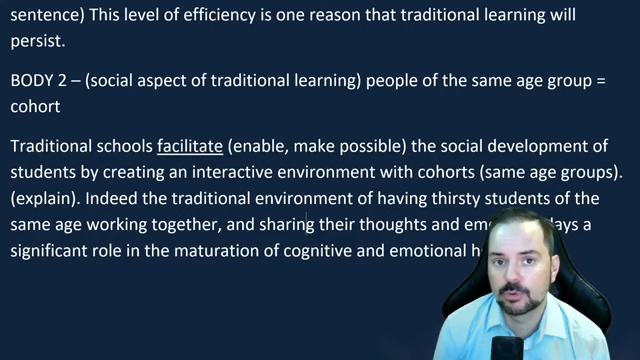 sentence) This level of efficiency is one reason that traditional learning will
persist.
BODY 2 – (social aspect of traditional learning) people of the same age group =
cohort
Traditional schools facilitate (enable, make possible) the social development of
students by creating an interactive environment with cohorts (same age groups).
(explain). Indeed the traditional environment of having thirsty students of the
same age working together, and sharing their thoughts and a
significant role in the maturation of cognitive and emotional